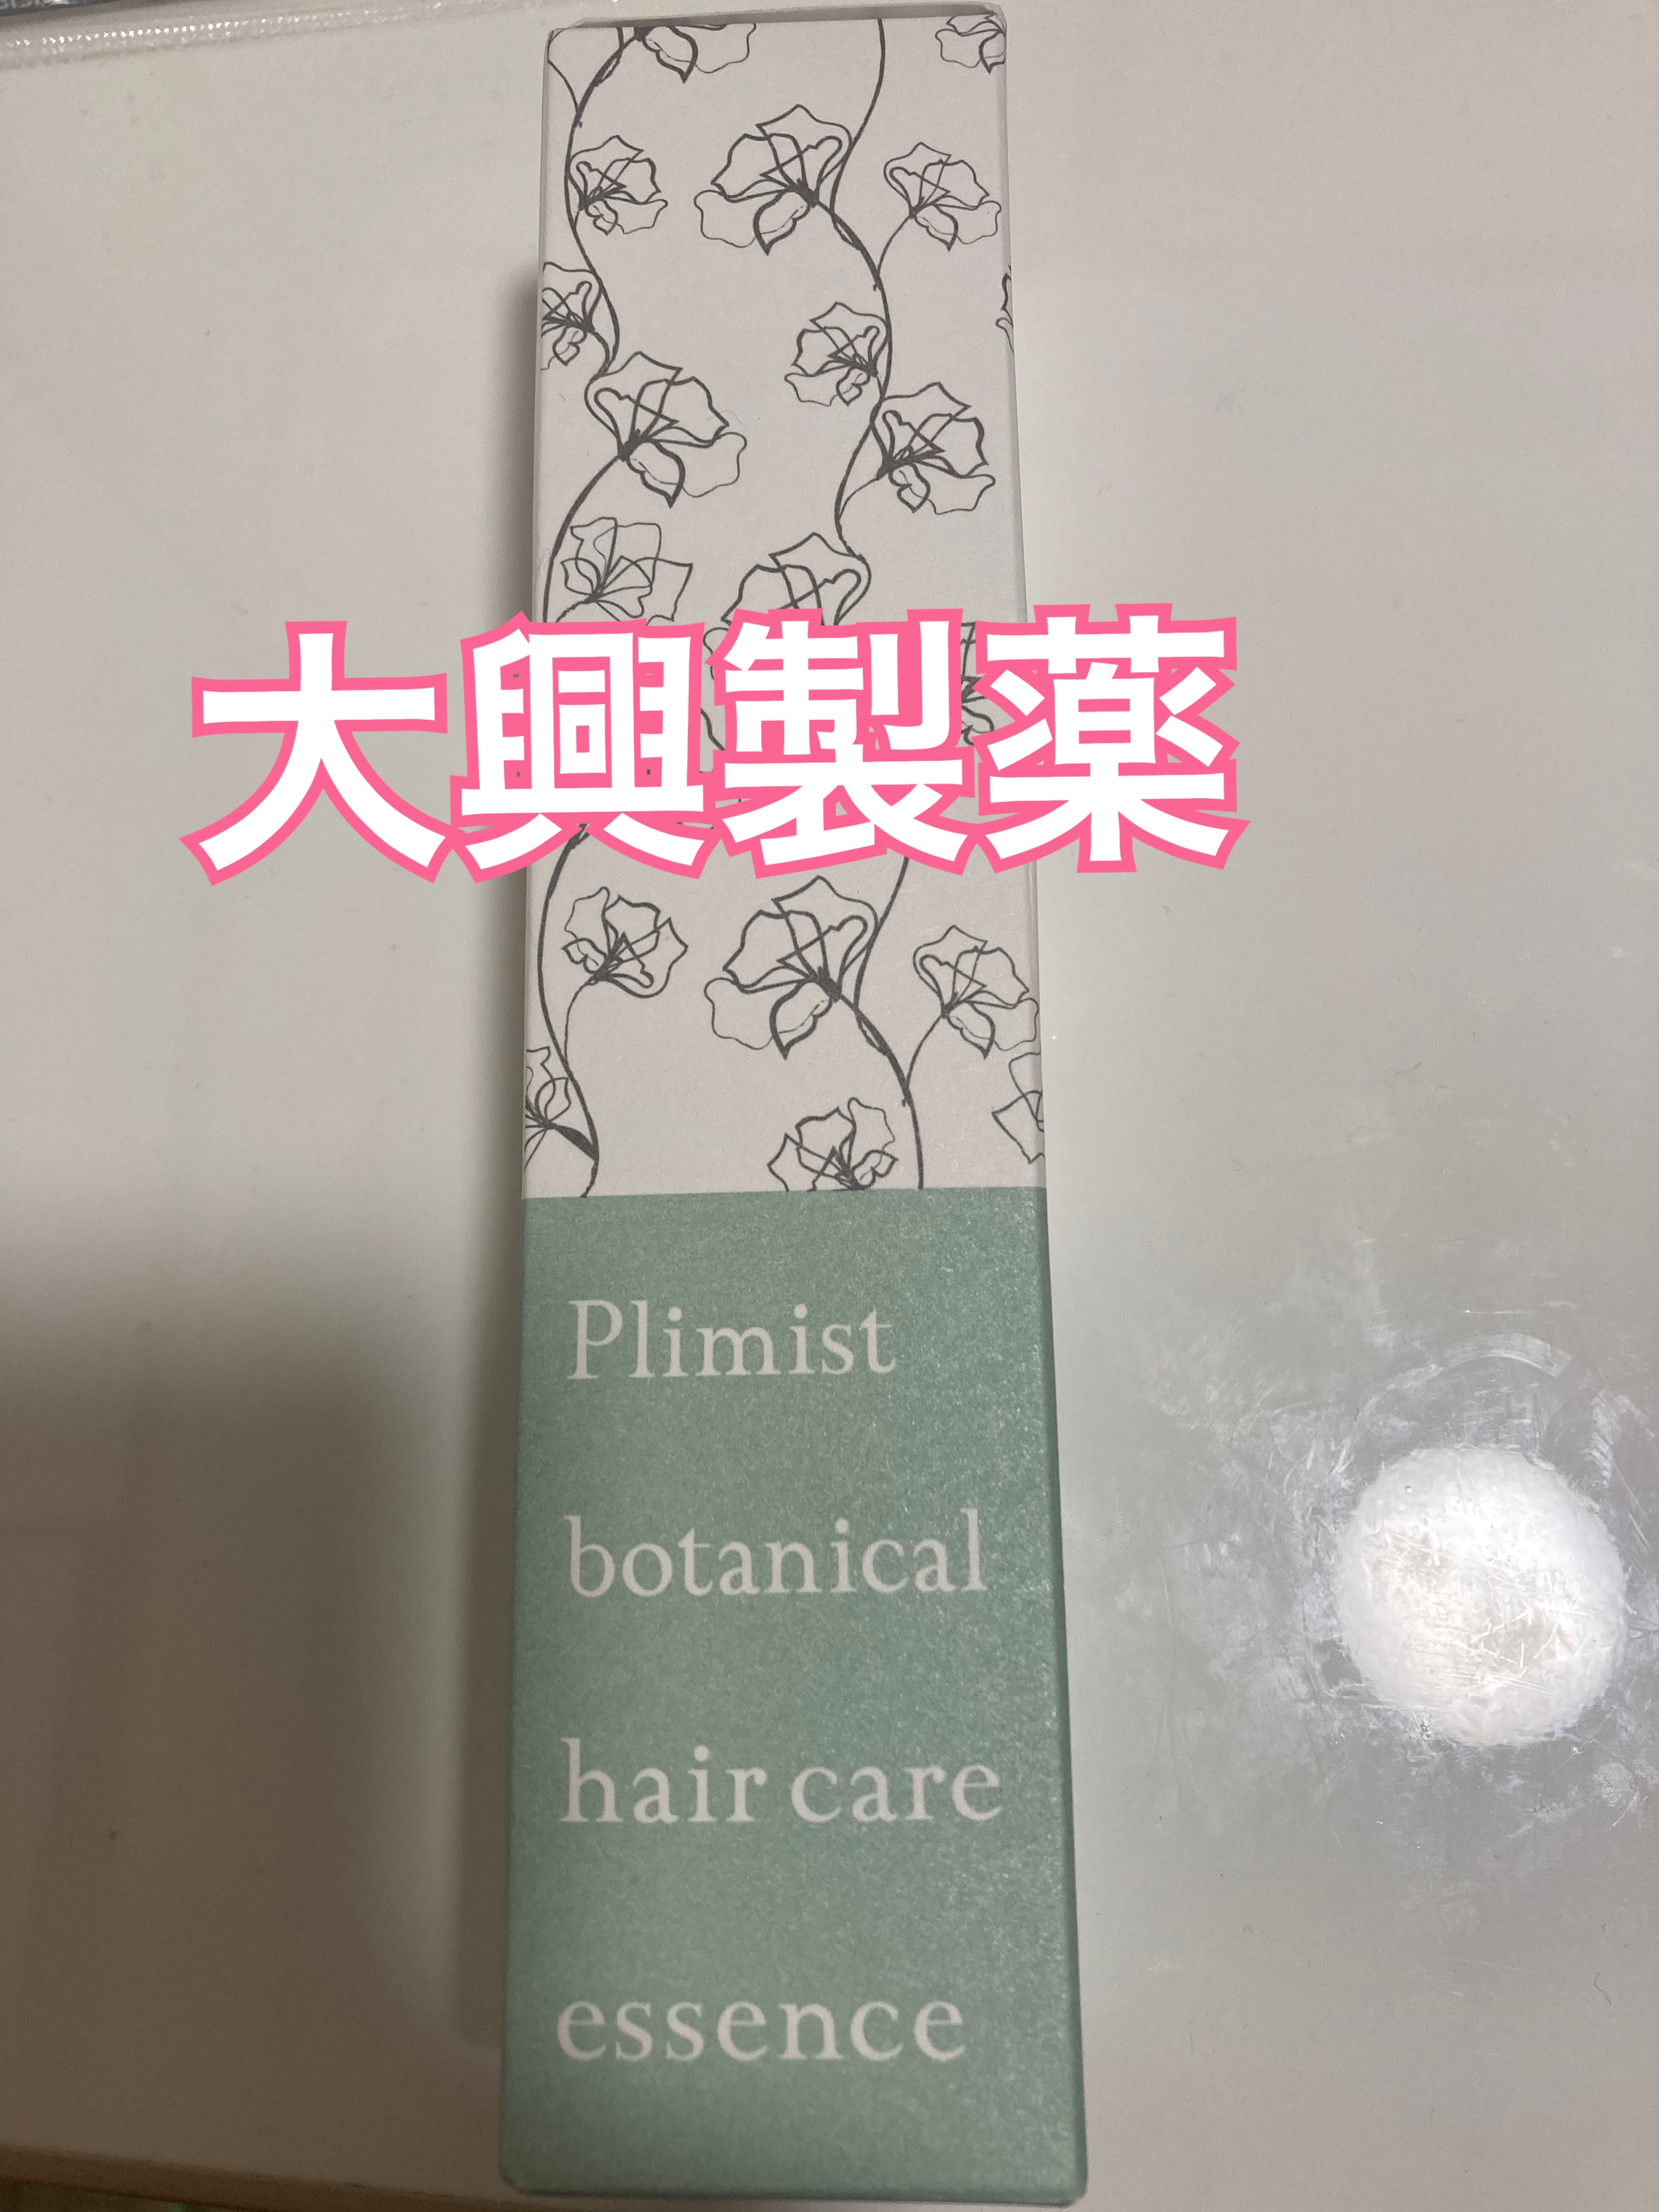 大興製薬
Plimist
botanical
hair care
essence